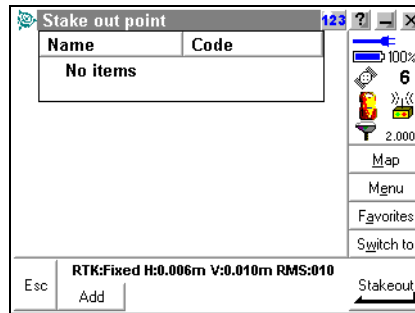 Stake out point 123 ?
Name Code
No items
100%
6
2.000
Map
Menu
Favorites
Switch to
RTK:Fixed H:0.006m V:0.010m RMS:010
Esc Add Stakeout